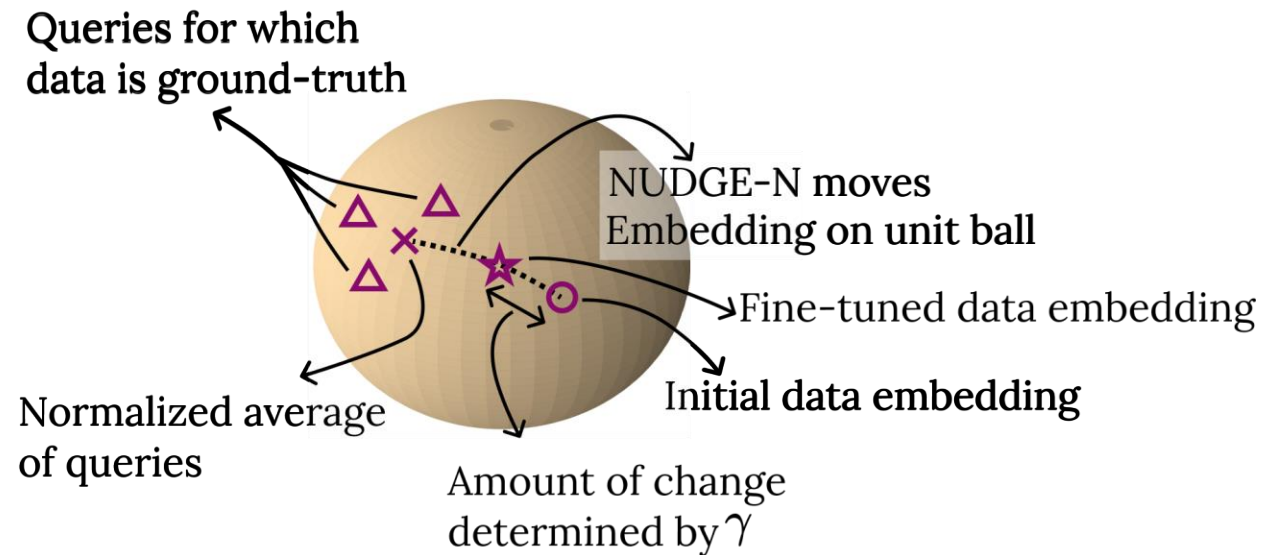 Queries for which
data is ground-truth
NUDGE-N moves
Embedding on unit ball
Fine-tuned data embedding
Initial data embedding
Normalized average
of queries
Amount of change
determined by γ